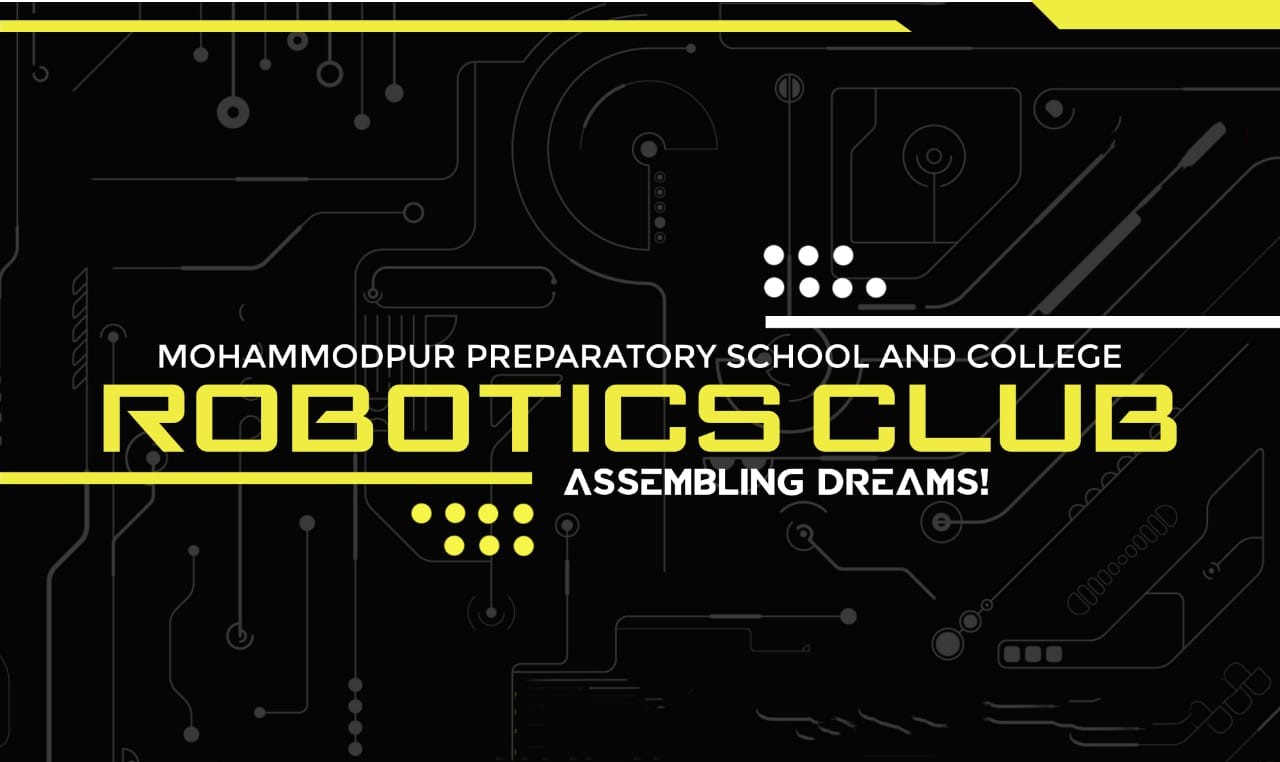 MOHAMMODPUR PREPARATORY SCHOOL AND COLLEGE
ROBOTICS CLUB
ASSEMBLING DREAMS!